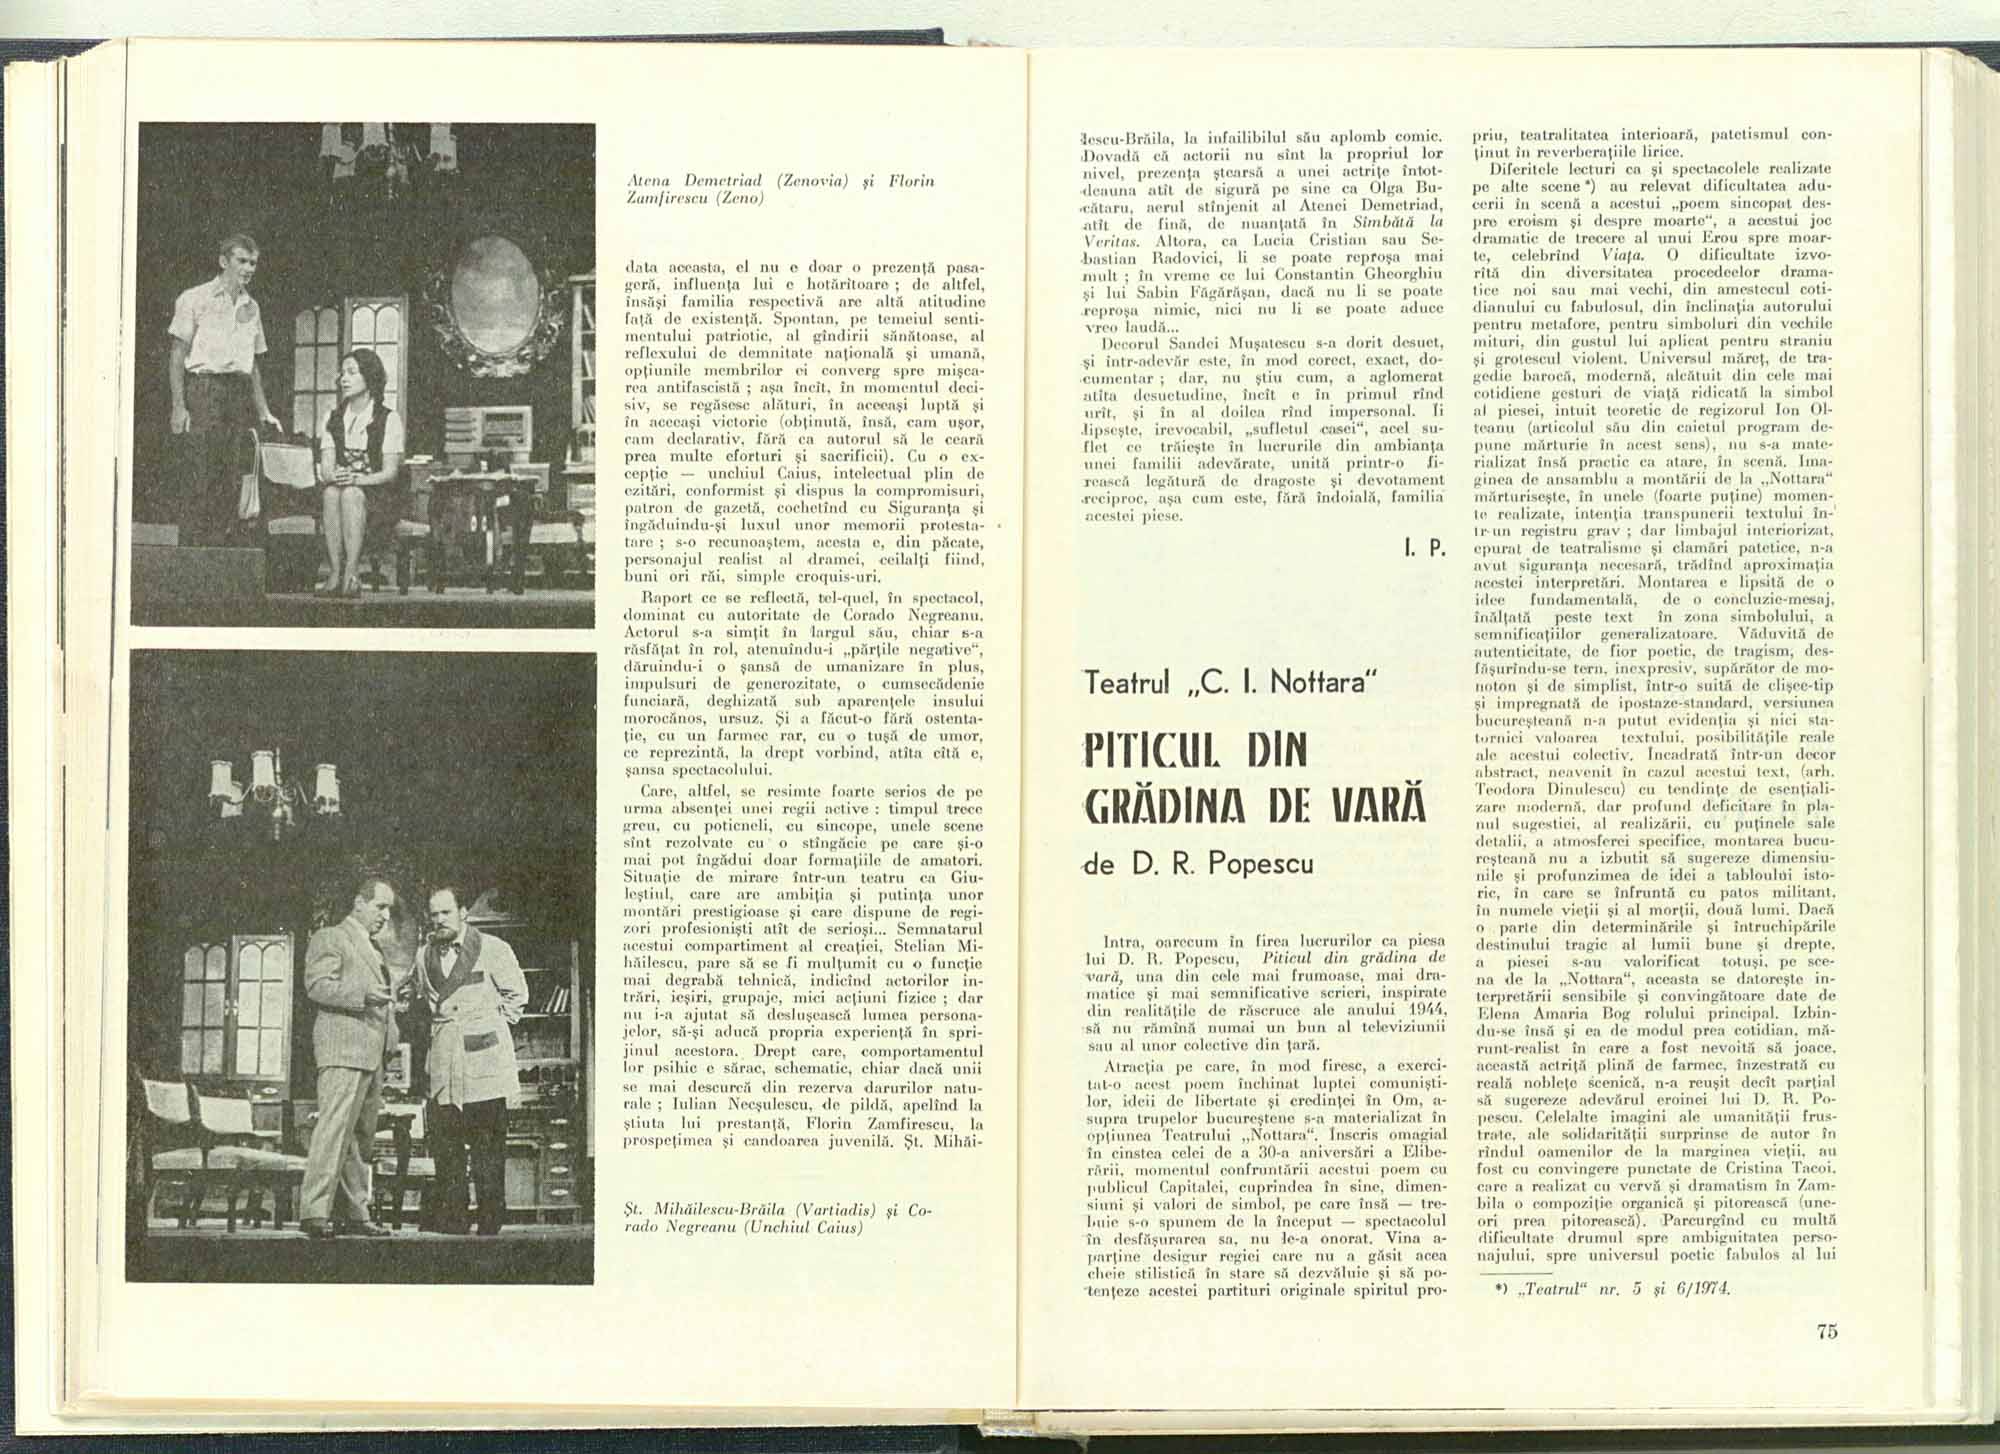 Atena Demetriad (Zenovia) și Florin
Zamfirescu (Zeno)
data aceasta, el nu e doar o prezență pasa-
geră, influența lui e hotărîtoare ; de altfel,
însăși familia respectivă are altă atitudine
față de existență. Spontan, pe temeiul senti-
mentului patriotic, al gîndirii sănătoase, al
reflexului de demnitate națională și umană,
opțiunile membrilor ei converg spre mișca-
rea antifascistă ; așa încît, în momentul deci-
siv, se regăsesc alături, în aceeași luptă și
în aceeași victorie (obținută, însă, cam ușor,
cam declarativ, fără ca autorul să le ceară
prea multe eforturi și sacrificii). Cu o ex-
cepție — unchiul Caius, intelectual plin de
ezitări, conformist și dispus la compromisuri,
patron de gazetă, cochetînd cu Siguranța și
îngăduindu-și luxul unor memorii protesta-
tare ; s-o recunoaștem, acesta e, din păcate,
personajul realist al dramei, ceilalți fiind,
buni ori răi, simple croquis-uri.
Raport ce se reflectă, tel-quel, în spectacol,
dominat cu autoritate de Corado Negreanu.
Actorul s-a simțit în largul său, chiar s-a
răsfățat în rol, atenuîndu-i „părțile negative“,
dăruindu-i o șansă de umanizare în plus,
impulsuri de generozitate, o cumsecădenie
funciară, deghizată sub aparențele insului
morocănos, ursuz. Și a făcut-o fără ostenta-
ție, cu un farmec rar, cu o tușă de umor,
ce reprezintă, la drept vorbind, atîta cîtă e,
șansa spectacolului.
Care, altfel, se resimte foarte serios de pe
urma absenței unei regii active : timpul trece
greu, cu poticneli, cu sincope, unele scene
sînt rezolvate cu o stîngăcie pe care și-o
mai pot îngădui doar formațiile de amatori.
Situație de mirare într-un teatru ca Giu-
leștiul, care are ambiția și putința unor
montări prestigioase și care dispune de regi-
zori profesioniști atît de serioși... Semnatarul
acestui compartiment al creației, Stelian Mi-
hăilescu, pare să se fi mulțumit cu o funcție
mai degrabă tehnică, indicînd actorilor in-
trări, ieșiri, grupaje, mici acțiuni fizice ; dar
nu i-a ajutat să deslușească lumea persona-
jelor, să-și aducă propria experiență în spri-
jinul acestora. Drept care, comportamentul
lor psihic e sărac, schematic, chiar dacă unii
se mai descurcă din rezerva darurilor natu-
rale ; Iulian Necșulescu, de pildă, apelînd la
știuta lui prestanță, Florin Zamfirescu, la
prospețimea și candoarea juvenilă. Șt. Mihăi-
Șt. Mihăilescu-Brăila (Vartiadis) și Co-
rado Negreanu (Unchiul Caius)
lescu-Brăila, la infailibilul său aplomb comic.
Dovadă că actorii nu sînt la propriul lor
nivel, prezența ștearsă a unei actrițe întot-
deauna atît de sigură pe sine ca Olga Bu-
cătaru, aerul stînjenit al Atenei Demetriad,
atît de fină, de nuanțată în Sîmbătă la
Veritas. Altora, ca Lucia Cristian sau Se-
bastian Radovici, li se poate reproșa mai
mult ; în vreme ce lui Constantin Gheorghiu
și lui Sabin Făgărășan, dacă nu li se poate
reproșa nimic, nici nu li se poate aduce
vreo laudă...
Decorul Sandei Mușatescu s-a dorit desuet,
și într-adevăr este, în mod corect, exact, do-
cumentar ; dar, nu știu cum, a aglomerat
atîta desuetudine, încît e în primul rînd
urît, și în al doilea rînd impersonal. Îi
lipsește, irevocabil, „sufletul casei“, acel su-
flet ce trăiește în lucrurile din ambianța
unei familii adevărate, unită printr-o fi-
rească legătură de dragoste și devotament
reciproc, așa cum este, fără îndoială, familia
acestei piese.
I. P.
Teatrul „C. I. Nottara“
PITICUL DIN
GRĂDINA DE VARĂ
de D. R. Popescu
Intra, oarecum în firea lucrurilor ca piesa
lui D. R. Popescu, Piticul din grădina de
vară, una din cele mai frumoase, mai dra-
matice și mai semnificative scrieri, inspirate
din realitățile de răscruce ale anului 1944,
să nu rămînă numai un bun al televiziunii
sau al unor colective din țară.
Atracția pe care, în mod firesc, a exerci-
tat-o acest poem închinat luptei comuniști-
lor, ideii de libertate și credinței în Om, a-
supra trupelor bucureștene s-a materializat în
opțiunea Teatrului „Nottara“. Înscris omagial
în cinstea celei de a 30-a aniversări a Elibe-
rării, momentul confruntării acestui poem cu
publicul Capitalei, cuprindea în sine, dimen-
siuni și valori de simbol, pe care însă — tre-
buie s-o spunem de la început — spectacolul
în desfășurarea sa, nu le-a onorat. Vina a-
parține desigur regiei care nu a găsit acea
cheie stilistică în stare să dezvăluie și să po-
tențeze acestei partituri originale spiritul pro-
priu, teatralitatea interioară, patetismul con-
ținut în reverberațiile lirice.
Diferitele lecturi ca și spectacolele realizate
pe alte scene *) au relevat dificultatea adu-
cerii în scenă a acestui „poem sincopat des-
pre eroism și despre moarte“, a acestui joc
dramatic de trecere al unui Erou spre moar-
te, celebrînd Viața. O dificultate izvo-
rîtă din diversitatea procedeelor drama-
tice noi sau mai vechi, din amestecul coti-
dianului cu fabulosul, din înclinația autorului
pentru metafore, pentru simboluri din vechile
mituri, din gustul lui aplicat pentru straniu
și grotescul violent. Universul măreț, de tra-
gedie barocă, modernă, alcătuit din cele mai
cotidiene gesturi de viață ridicată la simbol
al piesei, intuit teoretic de regizorul Ion Ol-
teanu (articolul său din caietul program de-
pune mărturie în acest sens), nu s-a mate-
rializat însă practic ca atare, în scenă. Ima-
ginea de ansamblu a montării de la „Nottara“
mărturisește, în unele (foarte puține) momen-
te realizate, intenția transpunerii textului în-
tr-un registru grav ; dar limbajul interiorizat,
epurat de teatralisme și clamări patetice, n-a
avut siguranța necesară, trădînd aproximația
acestei interpretări. Montarea e lipsită de o
idee fundamentală, de o concluzie-mesaj,
înălțată peste text în zona simbolului, a
semnificațiilor generalizatoare. Văduvită de
autenticitate, de fior poetic, de tragism, des-
fășurîndu-se tern, inexpresiv, supărător de mo-
noton și de simplist, într-o suită de clișee-tip
și impregnată de ipostaze-standard, versiunea
bucureșteană n-a putut evidenția și nici sta-
tornici valoarea textului, posibilitățile reale
ale acestui colectiv. Încadrată într-un decor
abstract, neavenit în cazul acestui text, (arh.
Teodora Dinulescu) cu tendințe de esențiali-
zare modernă, dar profund deficitare în pla-
nul sugestiei, al realizării, cu puținele sale
detalii, a atmosferei specifice, montarea bucu-
reșteană nu a izbutit să sugereze dimensiu-
nile și profunzimea de idei a tabloului isto-
ric, în care se înfruntă cu patos militant,
în numele vieții și al morții, două lumi. Dacă
o parte din determinările și întruchipările
destinului tragic al lumii bune și drepte,
a piesei s-au valorificat totuși, pe sce-
na de la „Nottara“, aceasta se datorește in-
terpretării sensibile și convingătoare date de
Elena Amaria Bog rolului principal. Izbin-
du-se însă și ea de modul prea cotidian, mă-
runt-realist în care a fost nevoită să joace,
această actriță plină de farmec, înzestrată cu
reală noblețe scenică, n-a reușit decît parțial
să sugereze adevărul eroinei lui D. R. Po-
pescu. Celelalte imagini ale umanității frus-
trate, ale solidarității surprinse de autor în
rîndul oamenilor de la marginea vieții, au
fost cu convingere punctate de Cristina Tacoi,
care a realizat cu vervă și dramatism în Zam-
bila o compoziție organică și pitorească (une-
ori prea pitorească). Parcurgînd cu multă
dificultate drumul spre ambiguitatea perso-
najului, spre universul poetic fabulos al lui
*) „Teatrul“ nr. 5 și 6/1974.
75